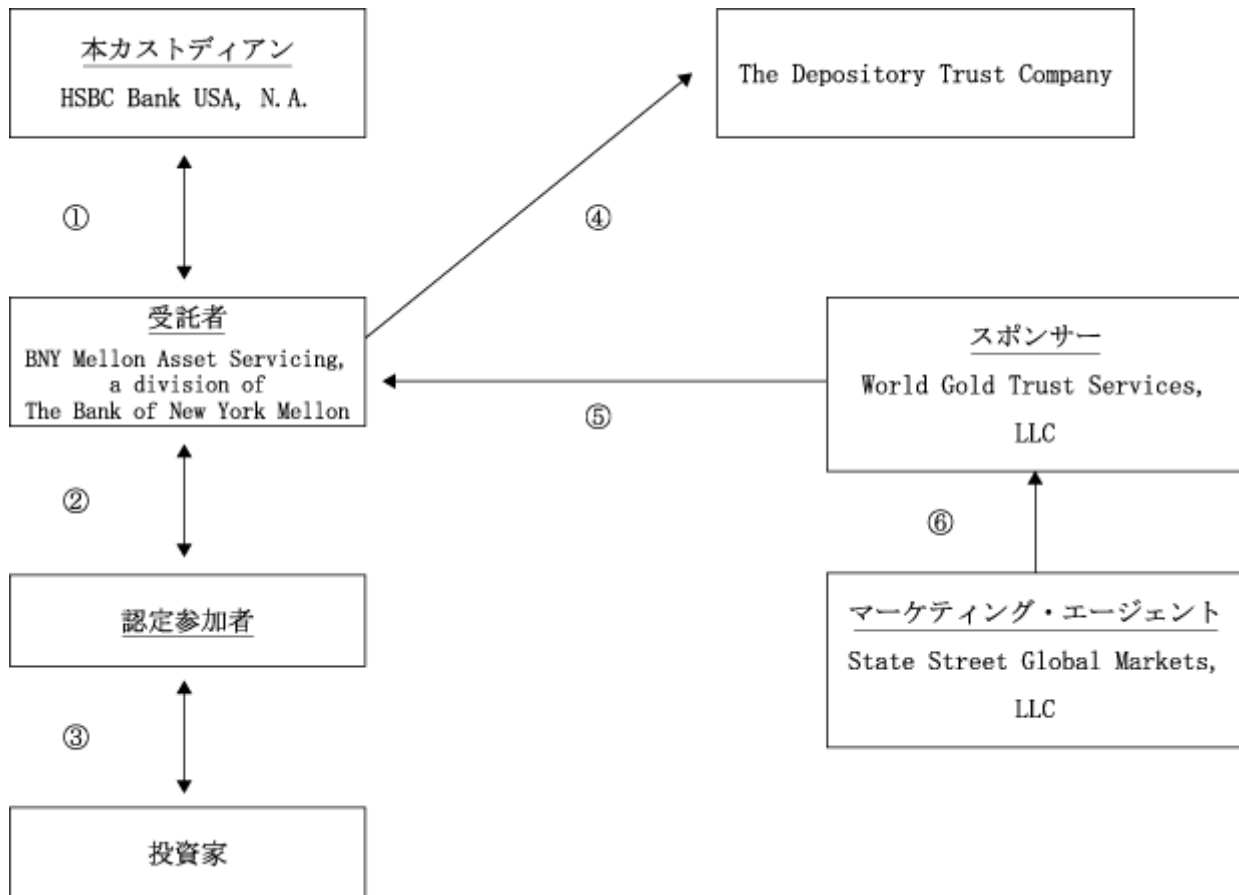 本カストディアン
HSBC Bank USA, N.A.
The Depository Trust Company
①
④
受託者
BNY Mellon Asset Servicing,
a division of
The Bank of New York Mellon
スポンサー
World Gold Trust Services,
LLC
⑤
②
⑥
認定参加者
マーケティング・エージェント
State Street Global Markets,
LLC
③
投資家